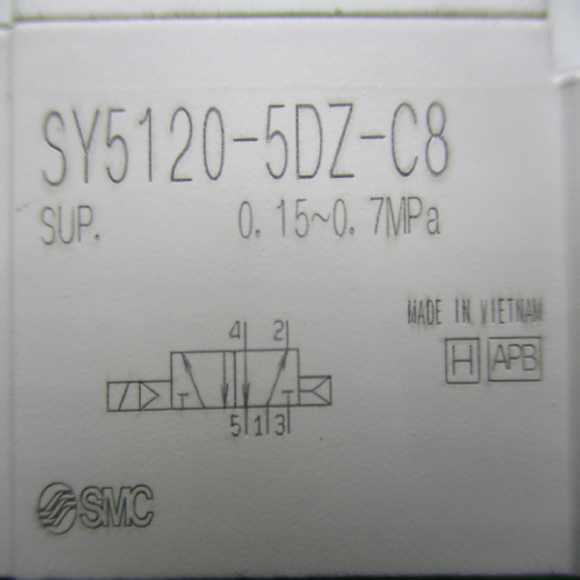 SY5120-5DZ-C8
SUP. 0.15~0.7MPa
MADE IN VIETNAM
H APB
4 2
5 1 3
SMC